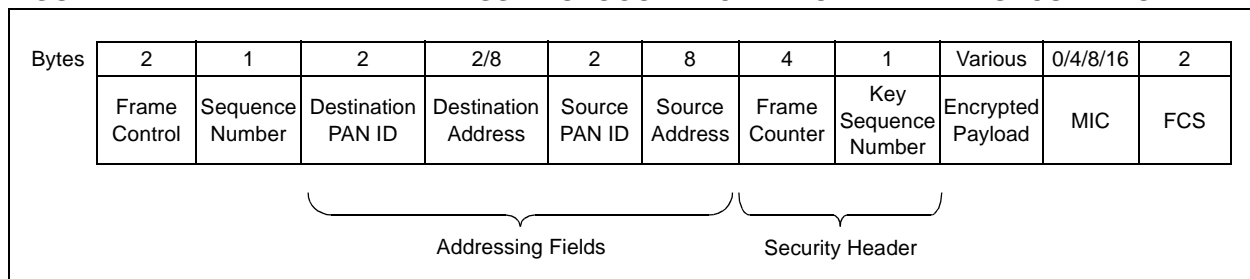 Bytes 2 1 2 2/8 2 8 4 1 Various 0/4/8/16 2
Frame Control Sequence Number Destination PAN ID Destination Address Source PAN ID Source Address Frame Counter Key Sequence Number Encrypted Payload MIC FCS
Addressing Fields Security Header